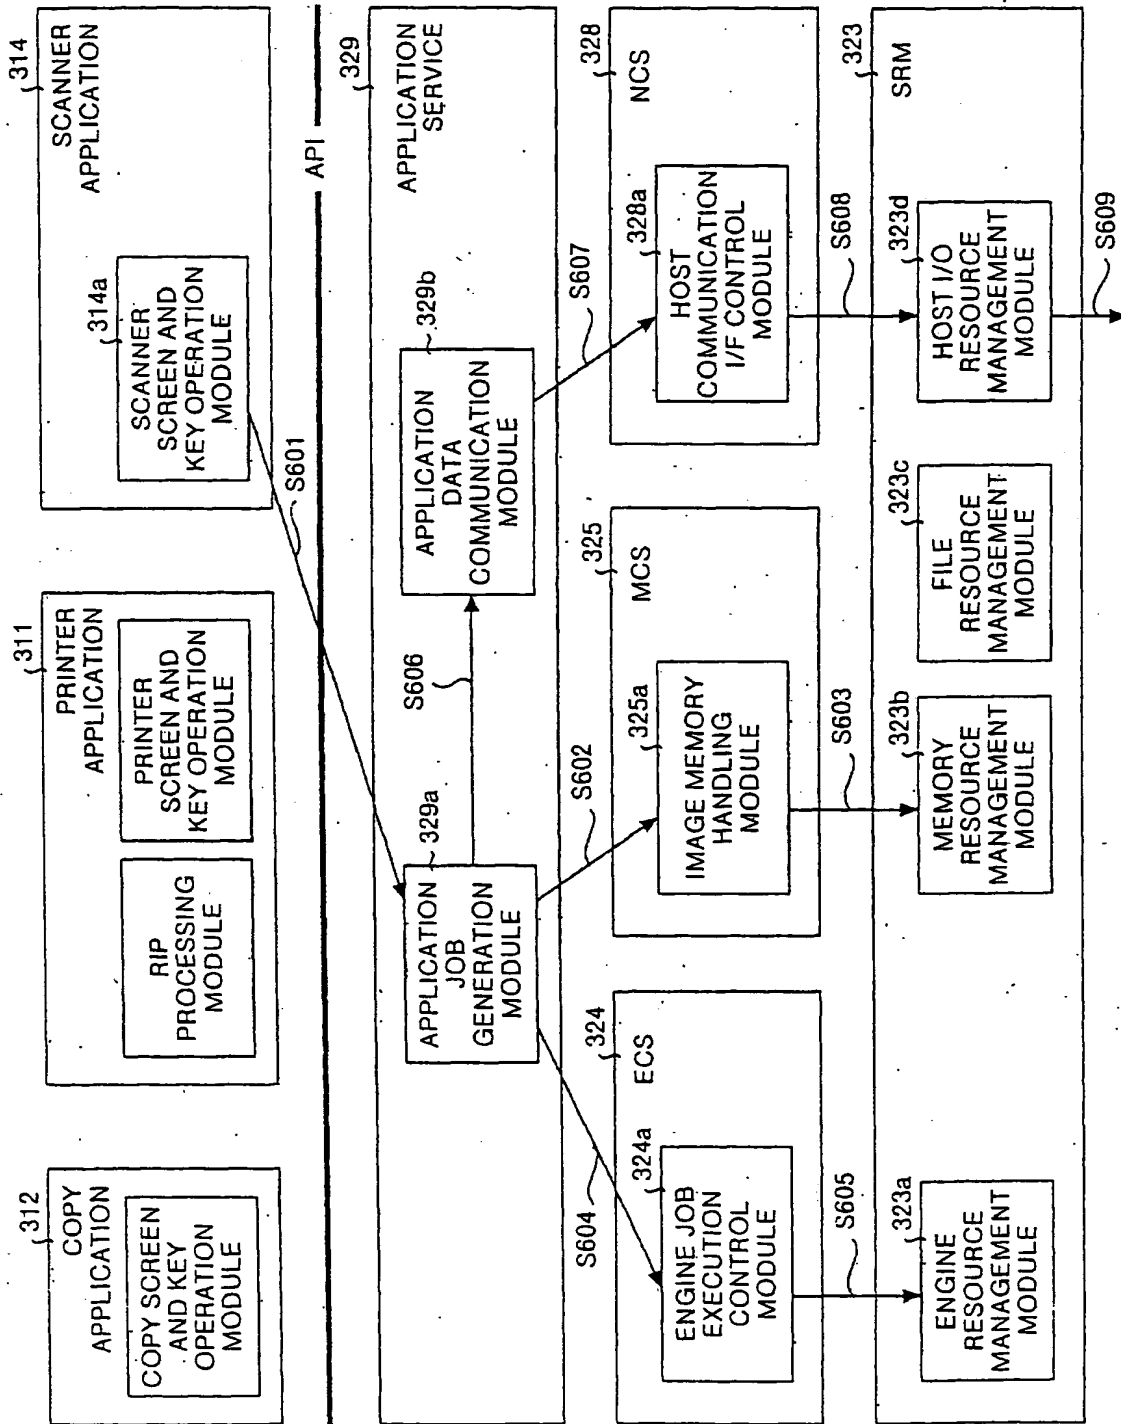 312
COPY
APPLICATION
COPY SCREEN
AND KEY
OPERATION
MODULE
311
PRINTER
APPLICATION
RIP
PROCESSING
MODULE
PRINTER
SCREEN AND
KEY OPERATION
MODULE
314
SCANNER
APPLICATION
314a
SCANNER
SCREEN AND
KEY OPERATION
MODULE
S601
API
329
APPLICATION
SERVICE
329a
APPLICATION
JOB
GENERATION
MODULE
S606
329b
APPLICATION
DATA
COMMUNICATION
MODULE
S604
S602
S607
324
ECS
324a
ENGINE JOB
EXECUTION
CONTROL
MODULE
325
MCS
325a
IMAGE MEMORY
HANDLING
MODULE
328
NCS
328a
HOST
COMMUNICATION
I/F CONTROL
MODULE
S605
S603
S608
323
SRM
323a
ENGINE
RESOURCE
MANAGEMENT
MODULE
323b
MEMORY
RESOURCE
MANAGEMENT
MODULE
323c
FILE
RESOURCE
MANAGEMENT
MODULE
323d
HOST I/O
RESOURCE
MANAGEMENT
MODULE
S609